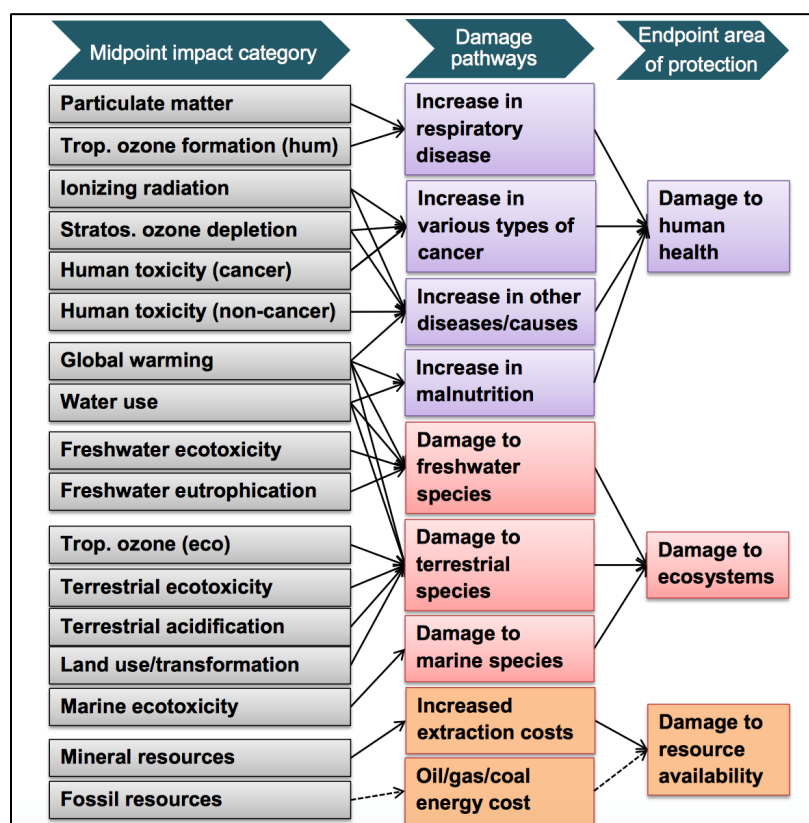 Midpoint impact category
Damage
pathways
Endpoint area
of protection
Particulate matter
Trop. ozone formation (hum)
Ionizing radiation
Stratos. ozone depletion
Human toxicity (cancer)
Human toxicity (non-cancer)
Global warming
Water use
Freshwater ecotoxicity
Freshwater eutrophication
Trop. ozone (eco)
Terrestrial ecotoxicity
Terrestrial acidification
Land use/transformation
Marine ecotoxicity
Mineral resources
Fossil resources
Increase in
respiratory
disease
Increase in
various types of
cancer
Increase in other
diseases/causes
Increase in
malnutrition
Damage to
freshwater
species
Damage to
terrestrial
species
Damage to
marine species
Increased
extraction costs
Oil/gas/coal
energy cost
Damage to
human
health
Damage to
ecosystems
Damage to
resource
availability